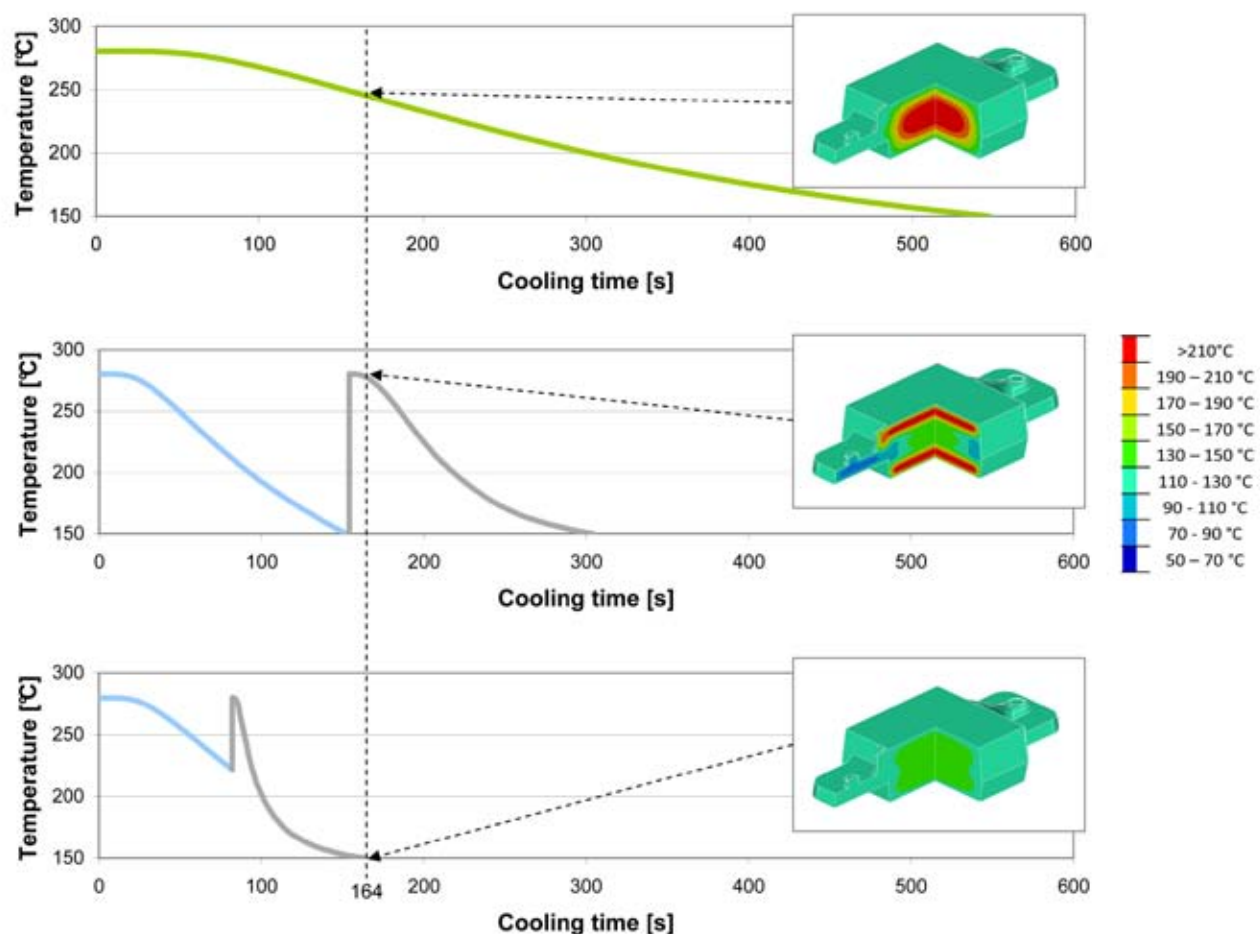 Temperature [°C]
300
250
200
150
0 100 200 300 400 500 600
Cooling time [s]
Temperature [°C]
300
250
200
150
0 100 200 300 400 500 600
Cooling time [s]
>210°C
190 – 210 °C
170 – 190 °C
150 – 170 °C
130 – 150 °C
110 - 130 °C
90 - 110 °C
70 - 90 °C
50 – 70 °C
Temperature [°C]
300
250
200
150
0 100 164 200 300 400 500 600
Cooling time [s]